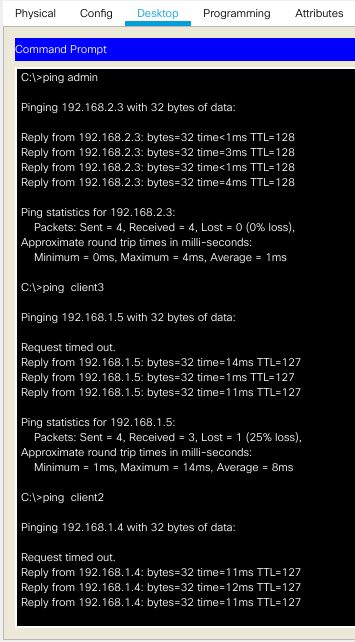 Physical Config Desktop Programming Attributes
Command Prompt
C:\>ping admin
Pinging 192.168.2.3 with 32 bytes of data:
Reply from 192.168.2.3: bytes=32 time<1ms TTL=128
Reply from 192.168.2.3: bytes=32 time=3ms TTL=128
Reply from 192.168.2.3: bytes=32 time<1ms TTL=128
Reply from 192.168.2.3: bytes=32 time=4ms TTL=128
Ping statistics for 192.168.2.3:
Packets: Sent = 4, Received = 4, Lost = 0 (0% loss),
Approximate round trip times in milli-seconds:
Minimum = 0ms, Maximum = 4ms, Average = 1ms
C:\>ping  client3
Pinging 192.168.1.5 with 32 bytes of data:
Request timed out.
Reply from 192.168.1.5: bytes=32 time=14ms TTL=127
Reply from 192.168.1.5: bytes=32 time=1ms TTL=127
Reply from 192.168.1.5: bytes=32 time=11ms TTL=127
Ping statistics for 192.168.1.5:
Packets: Sent = 4, Received = 3, Lost = 1 (25% loss),
Approximate round trip times in milli-seconds:
Minimum = 1ms, Maximum = 14ms, Average = 8ms
C:\>ping  client2
Pinging 192.168.1.4 with 32 bytes of data:
Request timed out.
Reply from 192.168.1.4: bytes=32 time=11ms TTL=127
Reply from 192.168.1.4: bytes=32 time=12ms TTL=127
Reply from 192.168.1.4: bytes=32 time=11ms TTL=127